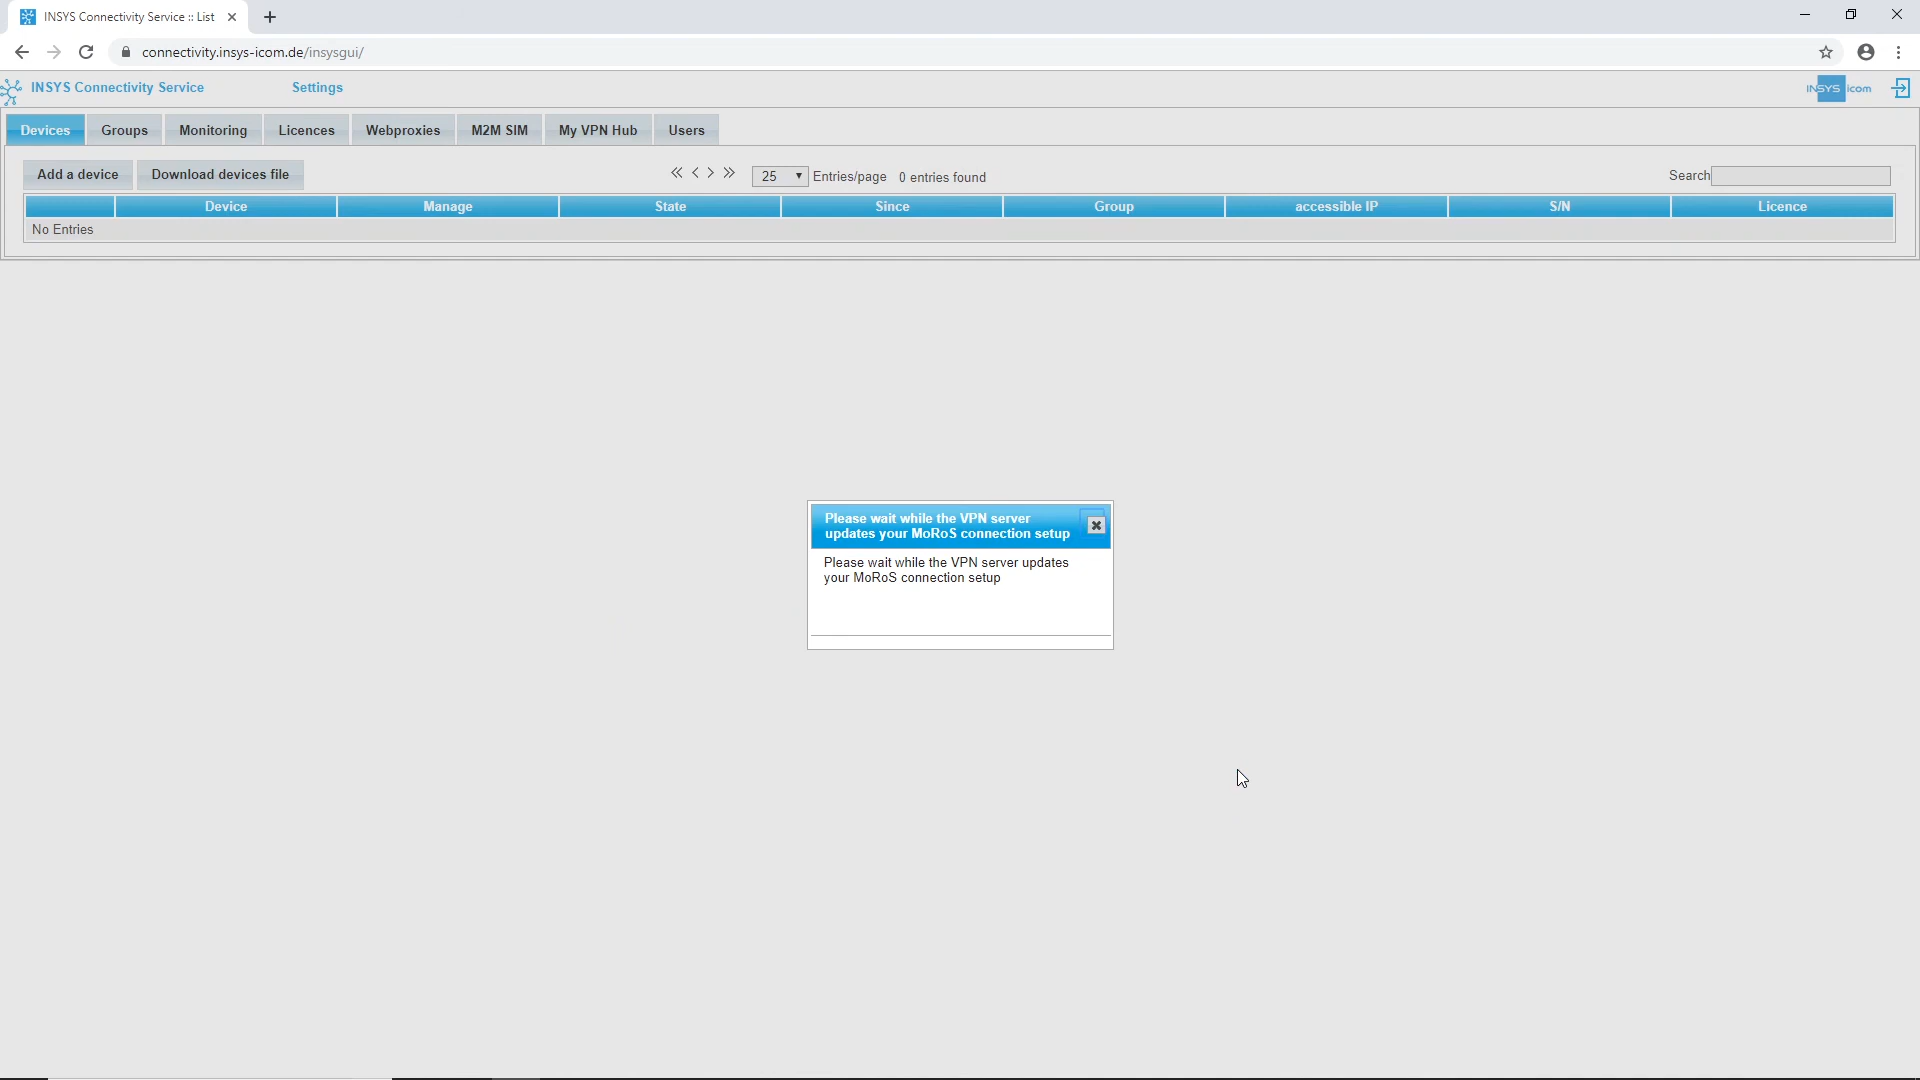 INSYS Connectivity Service :: List
connectivity.insys-icom.de/insysgui/
INSYS Connectivity Service Settings INSYS icom
Devices Groups Monitoring Licences Webproxies M2M SIM My VPN Hub Users
Add a device Download devices file 25 Entries/page 0 entries found Search
Device Manage State Since Group accessible IP S/N Licence
No Entries
Please wait while the VPN server
updates your MoRoS connection setup
Please wait while the VPN server updates
your MoRoS connection setup